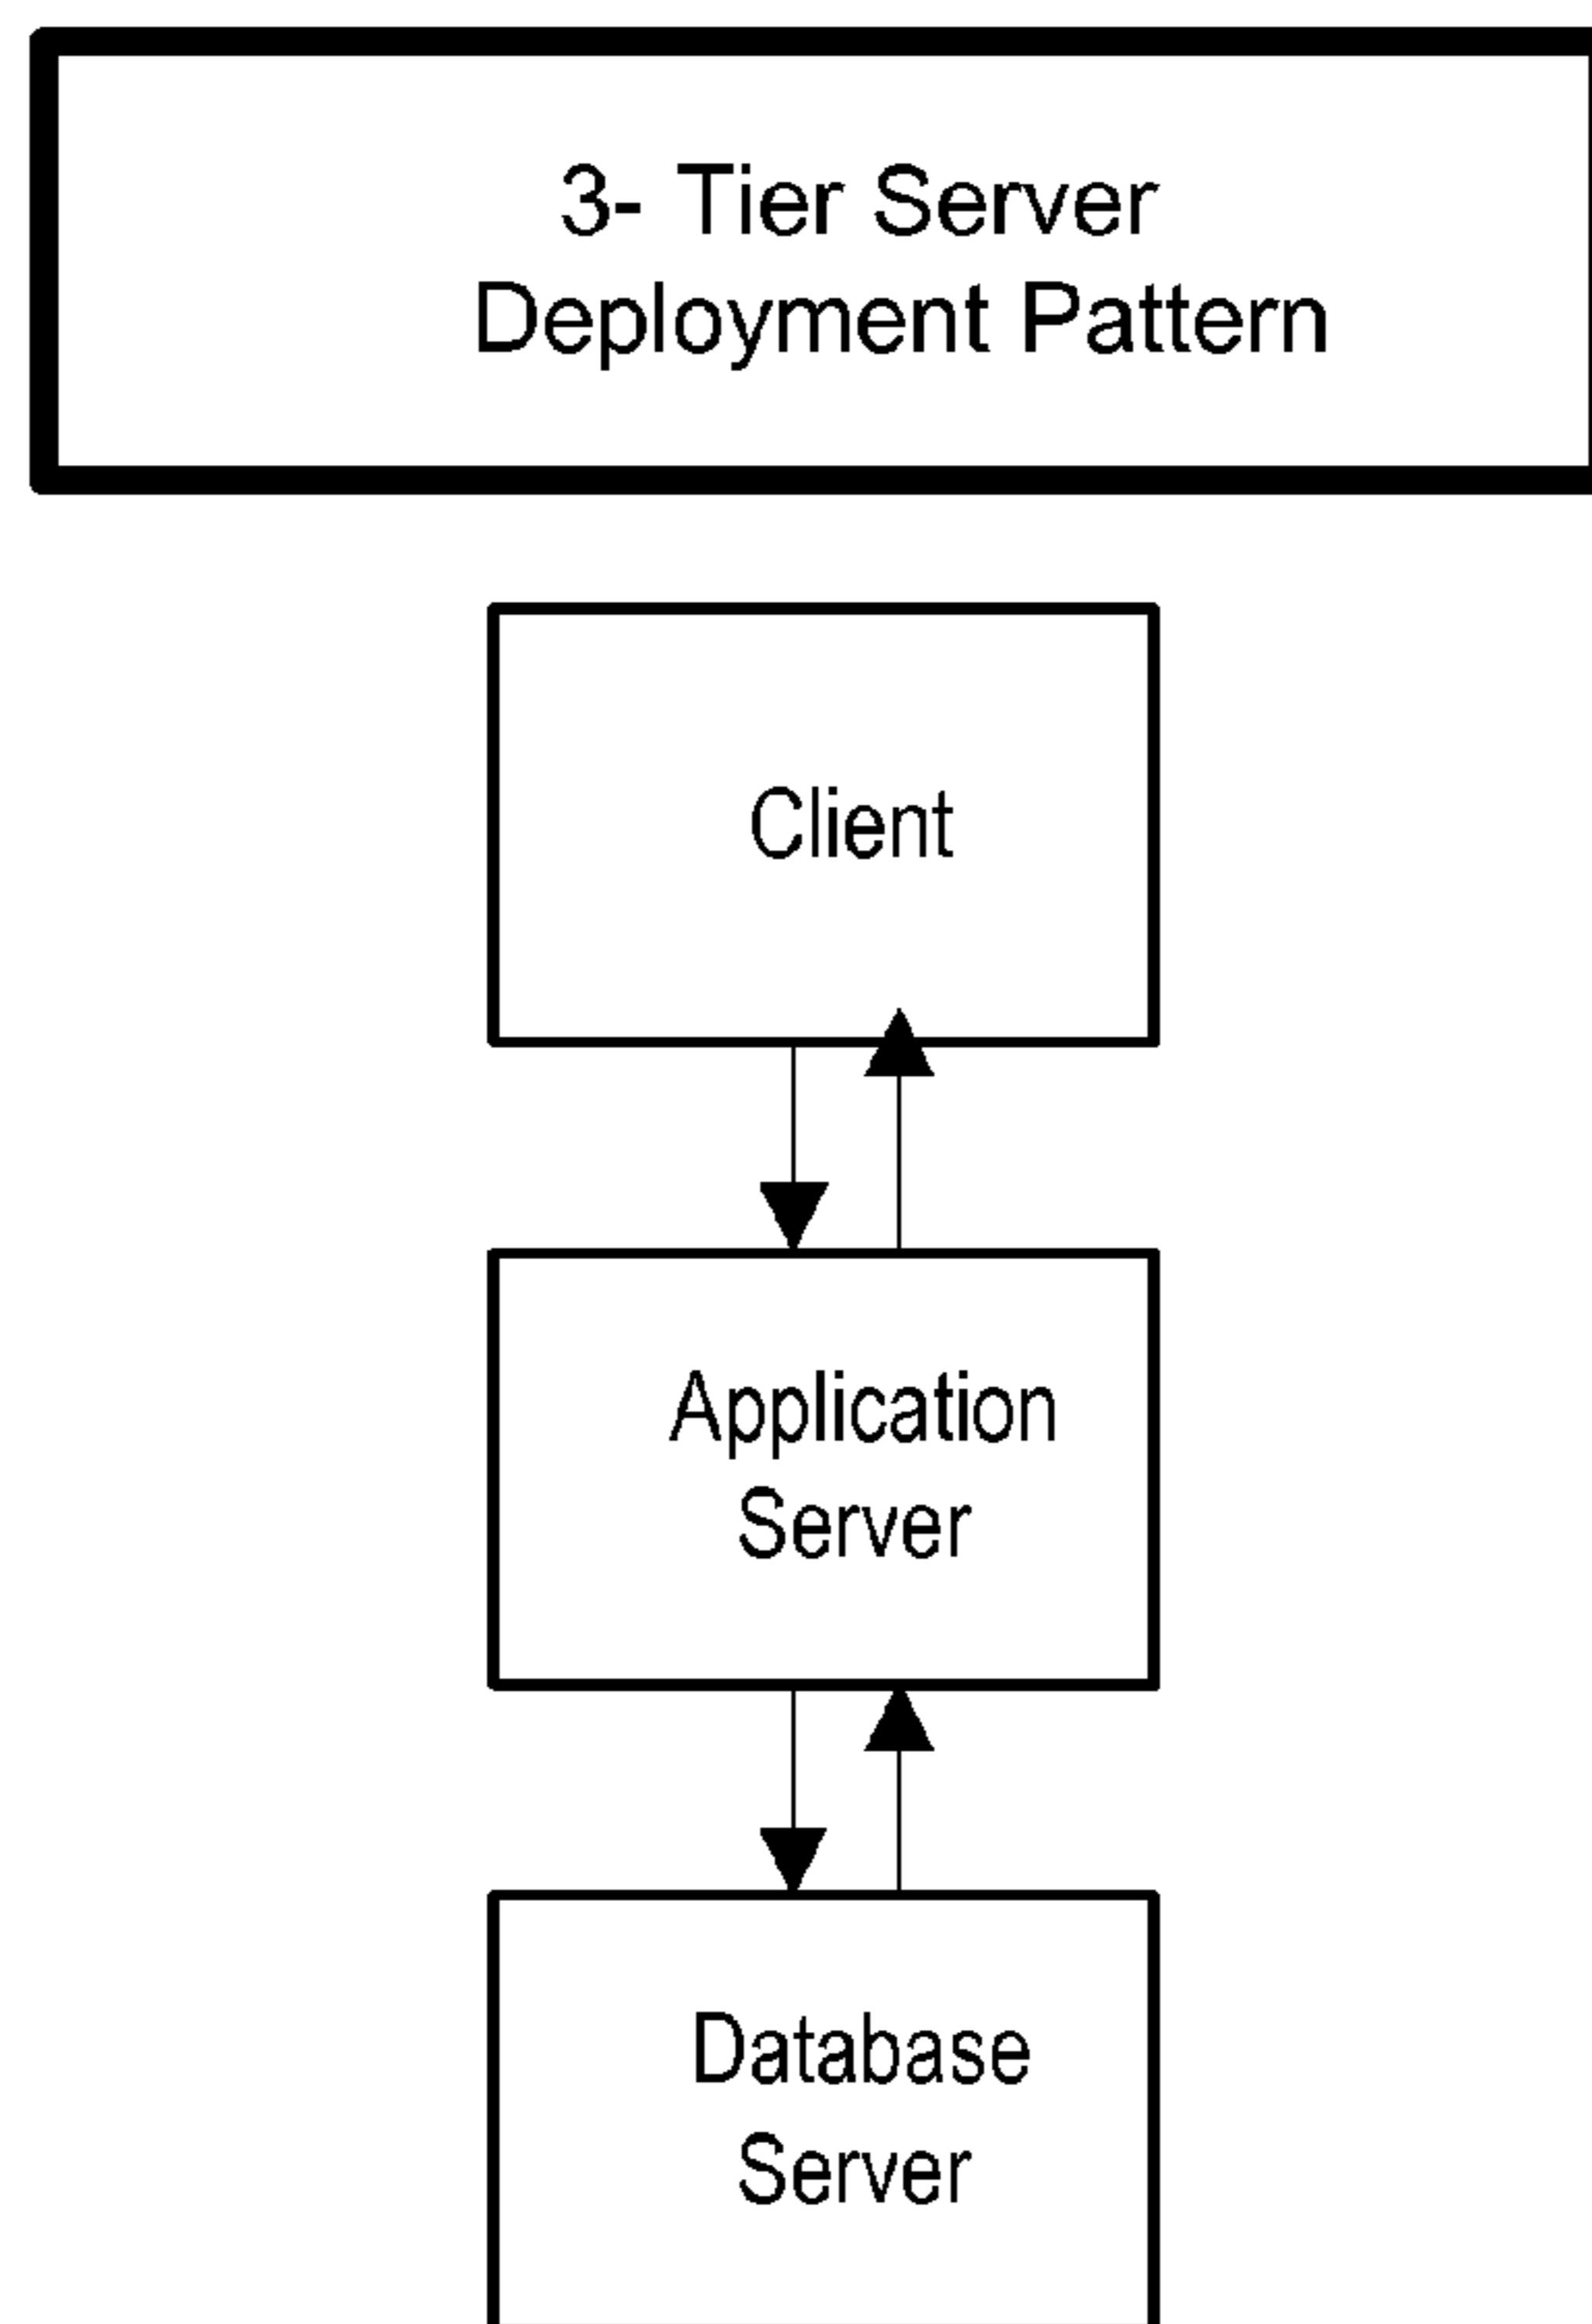 3- Tier Server
Deployment Pattern
Client
Application
Server
Database
Server